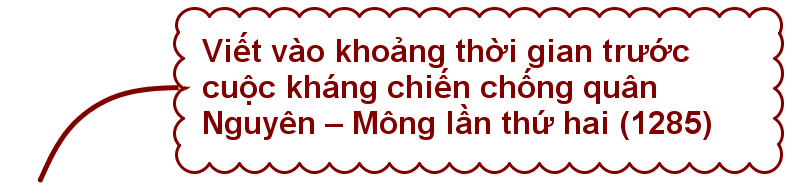 Viết vào khoảng thời gian trước
cuộc kháng chiến chống quân
Nguyên – Mông lần thứ hai (1285)